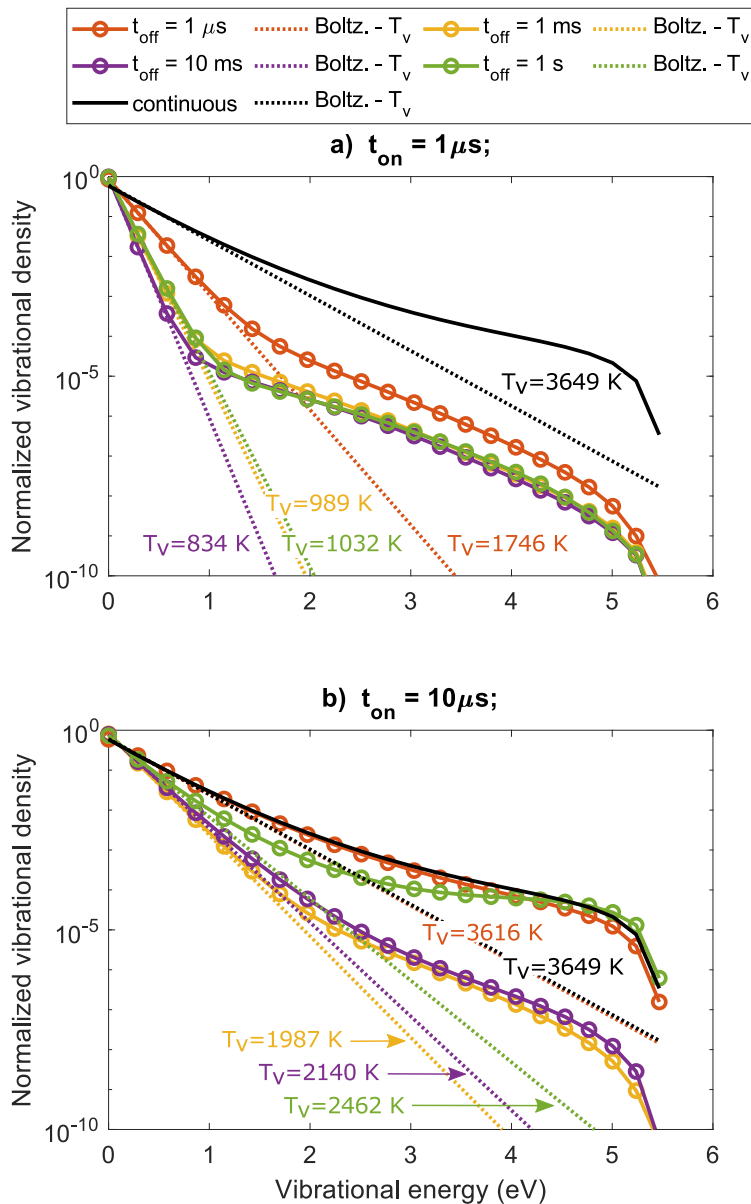 t_off = 1 μs Boltz. - T_v t_off = 1 ms Boltz. - T_v
t_off = 10 ms Boltz. - T_v t_off = 1 s Boltz. - T_v
continuous Boltz. - T_v
a) t_on = 1μs;
Normalized vibrational density
10^0
10^-5
10^-10
T_v=3649 K
T_v=989 K
T_v=834 K
T_v=1032 K
T_v=1746 K
0 1 2 3 4 5 6
b) t_on = 10μs;
Normalized vibrational density
10^0
10^-5
10^-10
T_v=3616 K
T_v=3649 K
T_v=1987 K
T_v=2140 K
T_v=2462 K
0 1 2 3 4 5 6
Vibrational energy (eV)